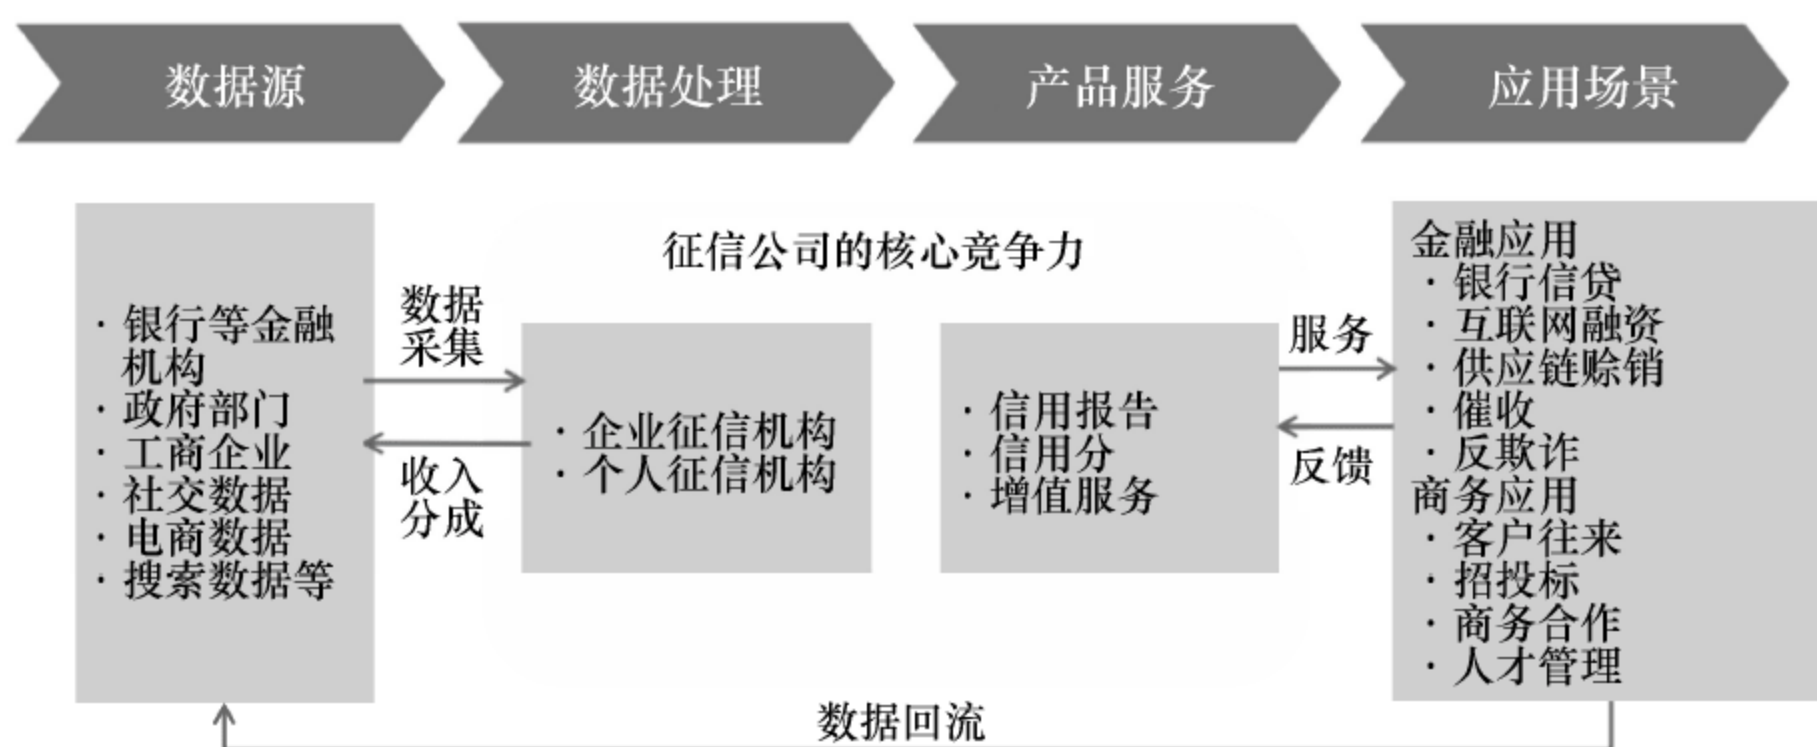 数据源
数据处理
产品服务
应用场景
· 银行等金融
机构
· 政府部门
· 工商企业
· 社交数据
· 电商数据
· 搜索数据等
数据
采集
收入
分成
征信公司的核心竞争力
· 企业征信机构
· 个人征信机构
· 信用报告
· 信用分
· 增值服务
服务
反馈
金融应用
· 银行信贷
· 互联网融资
· 供应链赊销
· 催收
· 反欺诈
商务应用
· 客户往来
· 招投标
· 商务合作
· 人才管理
数据回流